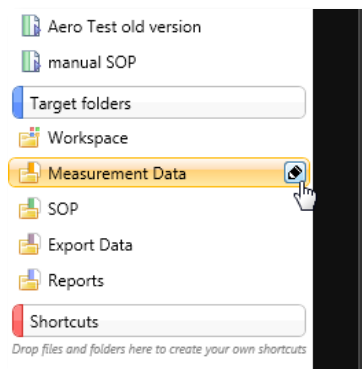 Aero Test old version
manual SOP
Target folders
Workspace
Measurement Data
SOP
Export Data
Reports
Shortcuts
Drop files and folders here to create your own shortcuts